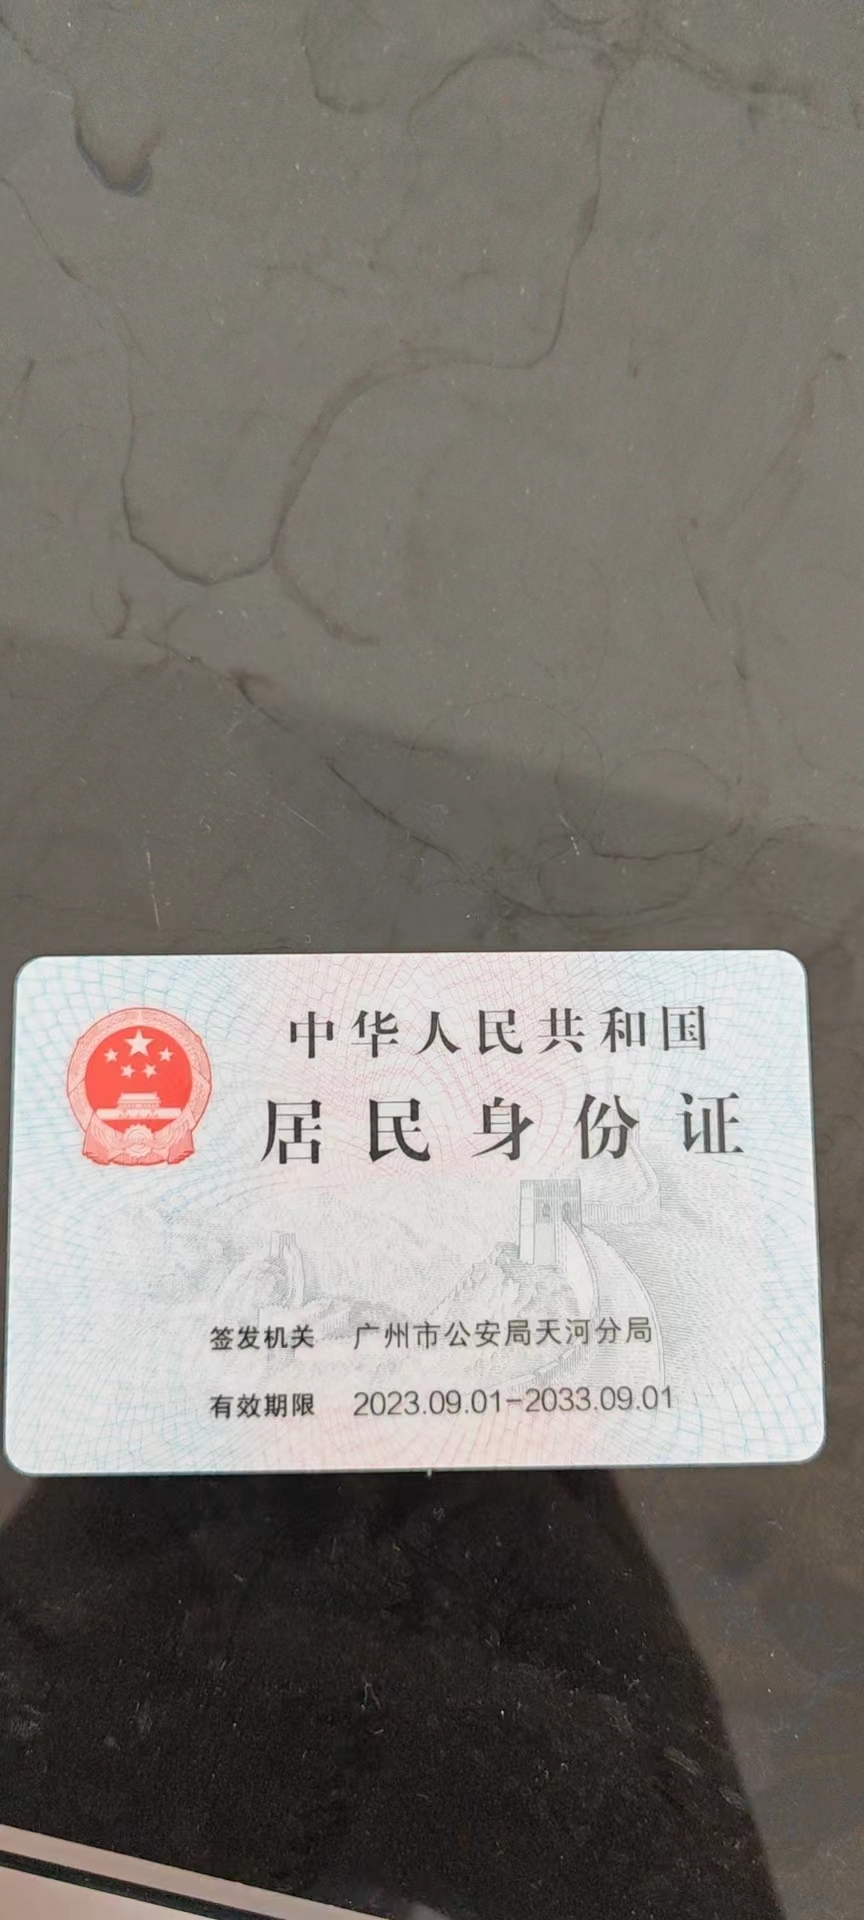 中华人民共和国
居民身份证
签发机关 广州市公安局天河分局
有效期限 2023.09.01-2033.09.01